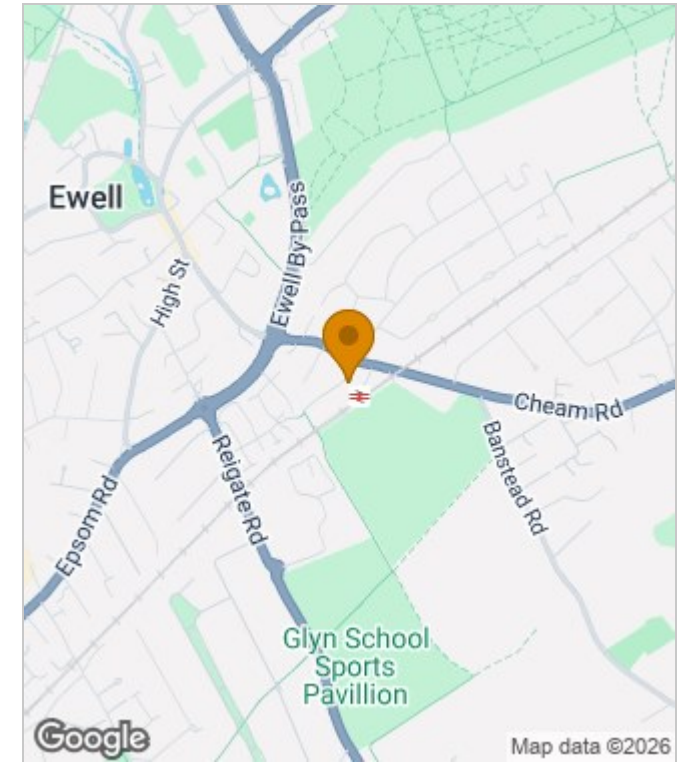 Ewell
Ewell By Pass
High St
Cheam Rd
Banstead Rd
Reigate Rd
Epsom Rd
Glyn School
Sports
Pavillion
Google
Map data ©2026